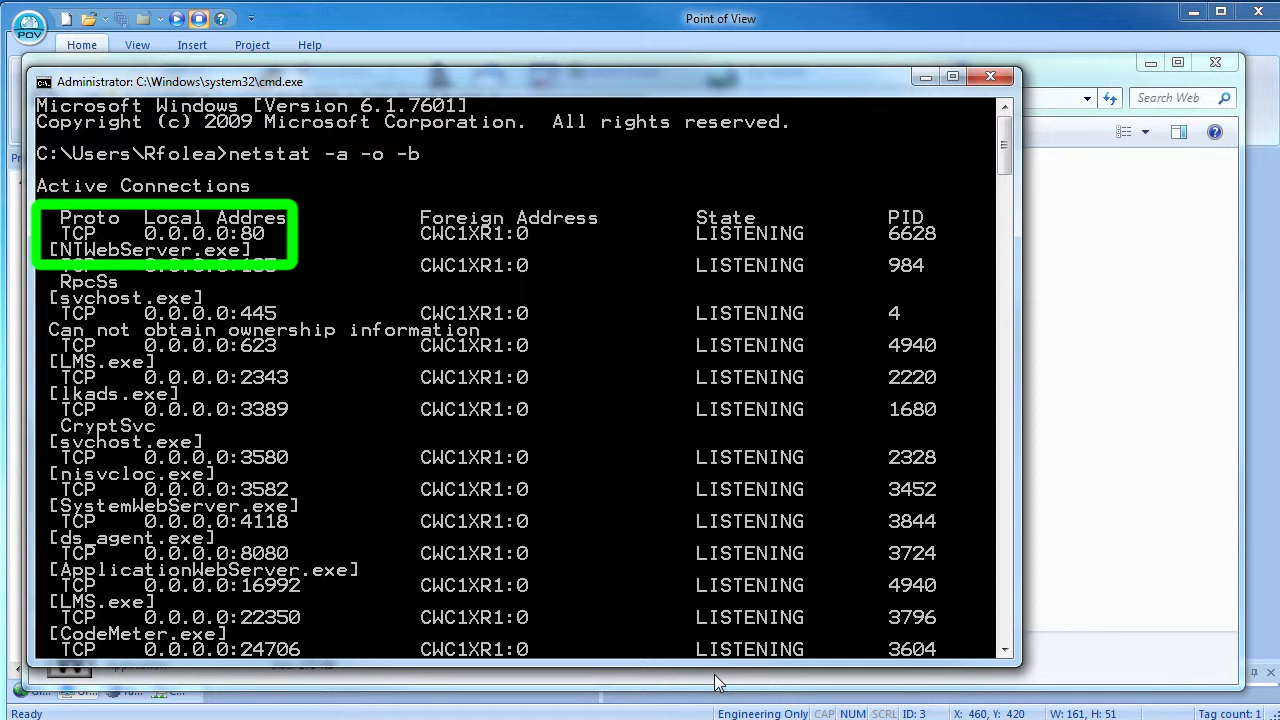 POV
Point of View
Home View Insert Project Help
Administrator: C:\Windows\system32\cmd.exe
Microsoft Windows [Version 6.1.7601]
Copyright (c) 2009 Microsoft Corporation. All rights reserved.
Search Web
C:\Users\Rfolea>netstat -a -o -b
Active Connections
Proto Local Addres Foreign Address State PID
TCP 0.0.0.0:80 CWC1XR1:0 LISTENING 6628
[NTWebServer.exe]
TCP 0.0.0.0:135 CWC1XR1:0 LISTENING 984
RpcSs
[svchost.exe]
TCP 0.0.0.0:445 CWC1XR1:0 LISTENING 4
Can not obtain ownership information
TCP 0.0.0.0:623 CWC1XR1:0 LISTENING 4940
[LMS.exe]
TCP 0.0.0.0:2343 CWC1XR1:0 LISTENING 2220
[lkads.exe]
TCP 0.0.0.0:3389 CWC1XR1:0 LISTENING 1680
CryptSvc
[svchost.exe]
TCP 0.0.0.0:3580 CWC1XR1:0 LISTENING 2328
[nisvcloc.exe]
TCP 0.0.0.0:3582 CWC1XR1:0 LISTENING 3452
[SystemWebServer.exe]
TCP 0.0.0.0:4118 CWC1XR1:0 LISTENING 3844
[ds_agent.exe]
TCP 0.0.0.0:8080 CWC1XR1:0 LISTENING 3724
[ApplicationWebServer.exe]
TCP 0.0.0.0:16992 CWC1XR1:0 LISTENING 4940
[LMS.exe]
TCP 0.0.0.0:22350 CWC1XR1:0 LISTENING 3796
[CodeMeter.exe]
TCP 0.0.0.0:24706 CWC1XR1:0 LISTENING 3604
Ready Engineering Only CAP NUM SCRL ID: 3 X: 460, Y: 420 W: 161, H: 51 Tag count: 1